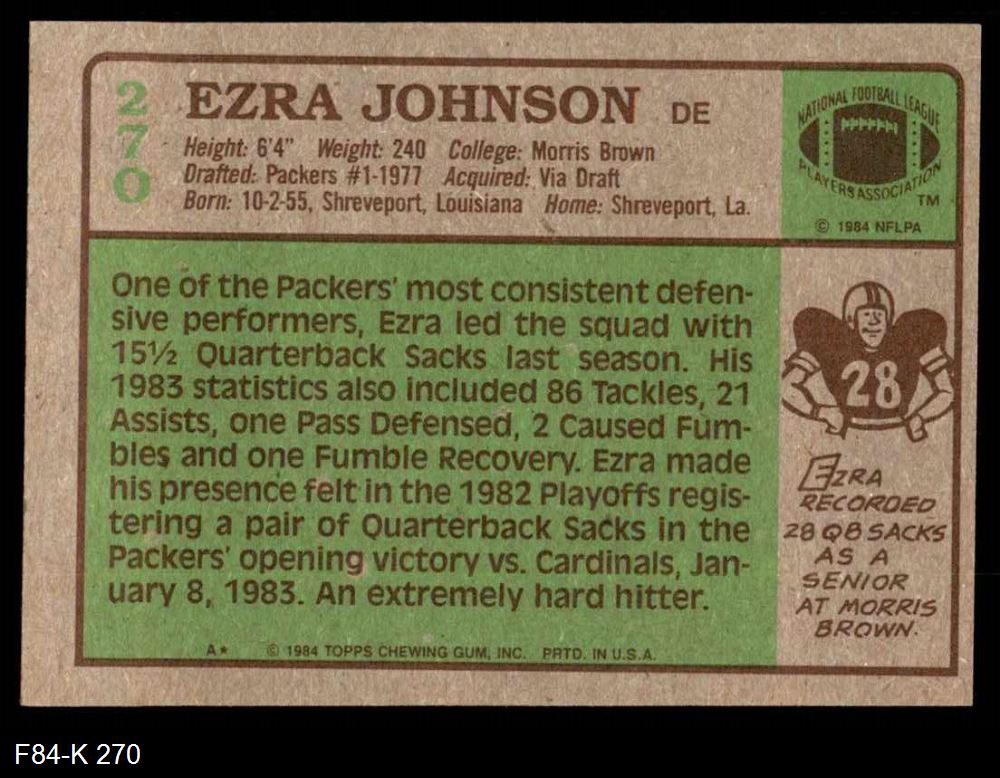 270
EZRA JOHNSON DE
Height: 6'4" Weight: 240 College: Morris Brown
Drafted: Packers #1-1977 Acquired: Via Draft
Born: 10-2-55, Shreveport, Louisiana Home: Shreveport, La.
NATIONAL FOOTBALL LEAGUE
PLAYERS ASSOCIATION
TM
© 1984 NFLPA
One of the Packers' most consistent defen-
sive performers, Ezra led the squad with
15½ Quarterback Sacks last season. His
1983 statistics also included 86 Tackles, 21
Assists, one Pass Defensed, 2 Caused Fum-
bles and one Fumble Recovery. Ezra made
his presence felt in the 1982 Playoffs regis-
tering a pair of Quarterback Sacks in the
Packers' opening victory vs. Cardinals, Jan-
uary 8, 1983. An extremely hard hitter.
28
EZRA
RECORDED
28 QB SACKS
AS A
SENIOR
AT MORRIS
BROWN.
A★ © 1984 TOPPS CHEWING GUM, INC. PRTD. IN U.S.A.
F84-K 270